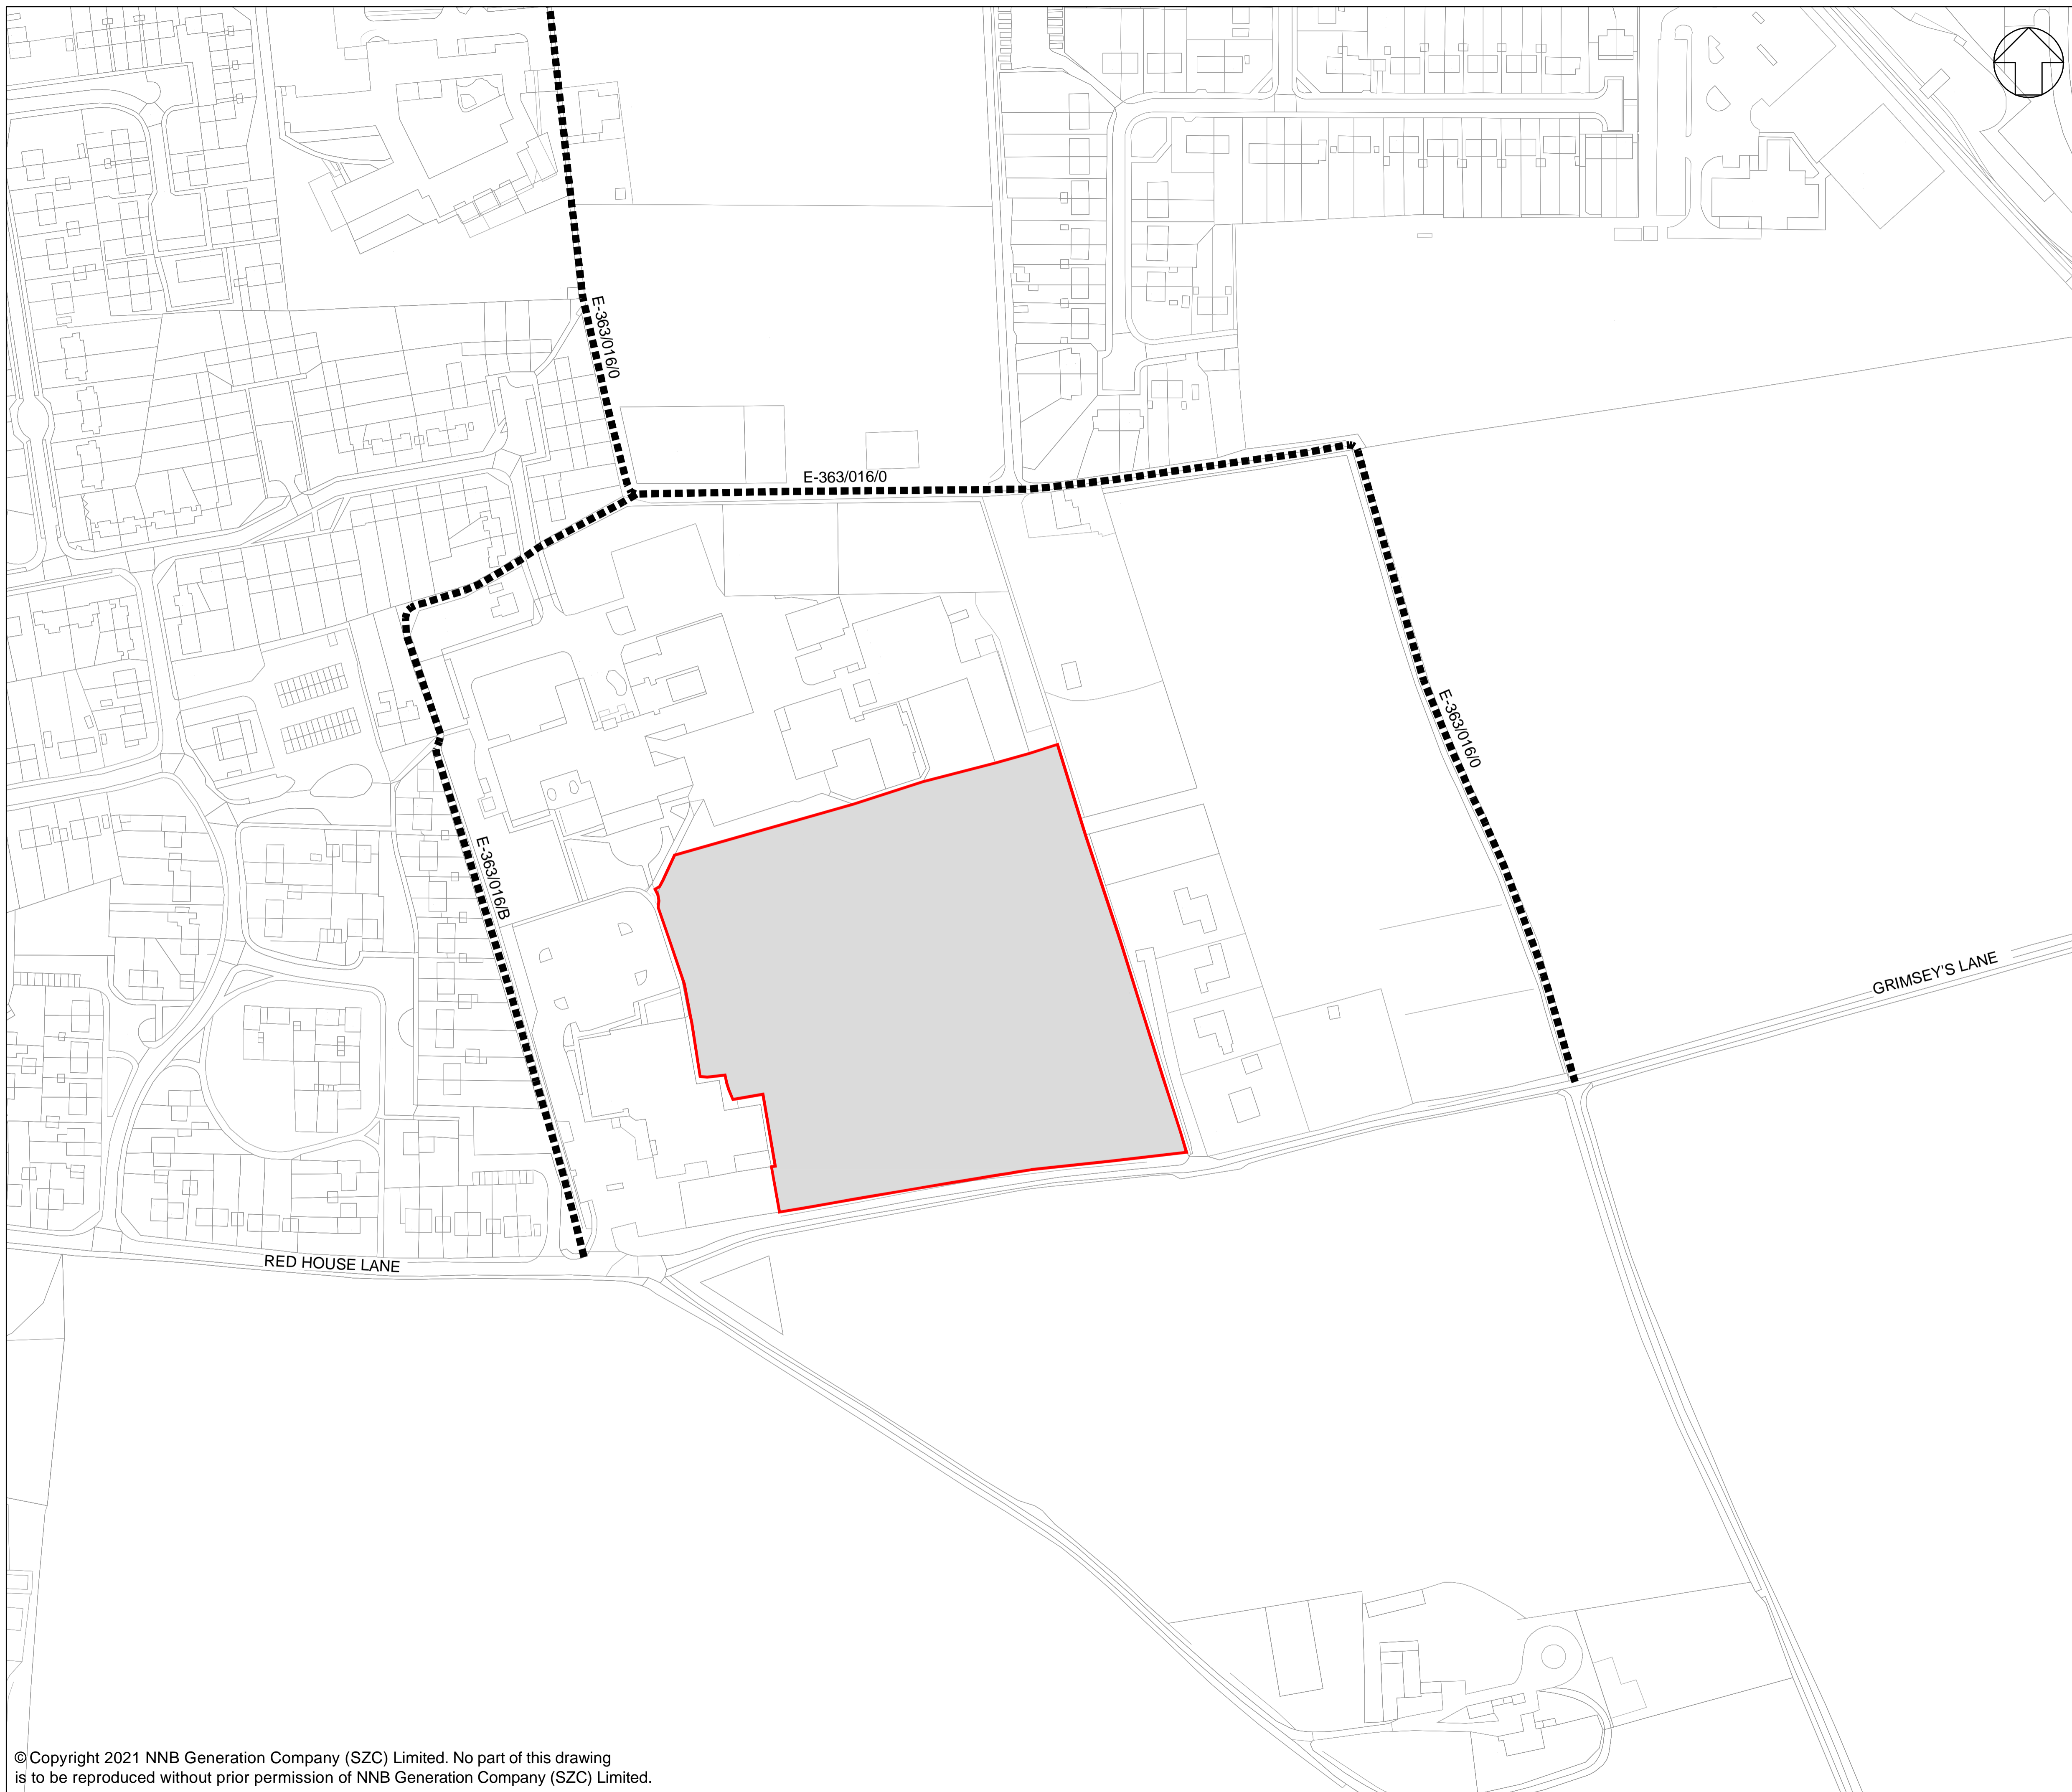 E-363/016/0
E-363/016/0
E-363/016/0
E-363/016/B
GRIMSEY'S LANE
RED HOUSE LANE
© Copyright 2021 NNB Generation Company (SZC) Limited. No part of this drawing
is to be reproduced without prior permission of NNB Generation Company (SZC) Limited.